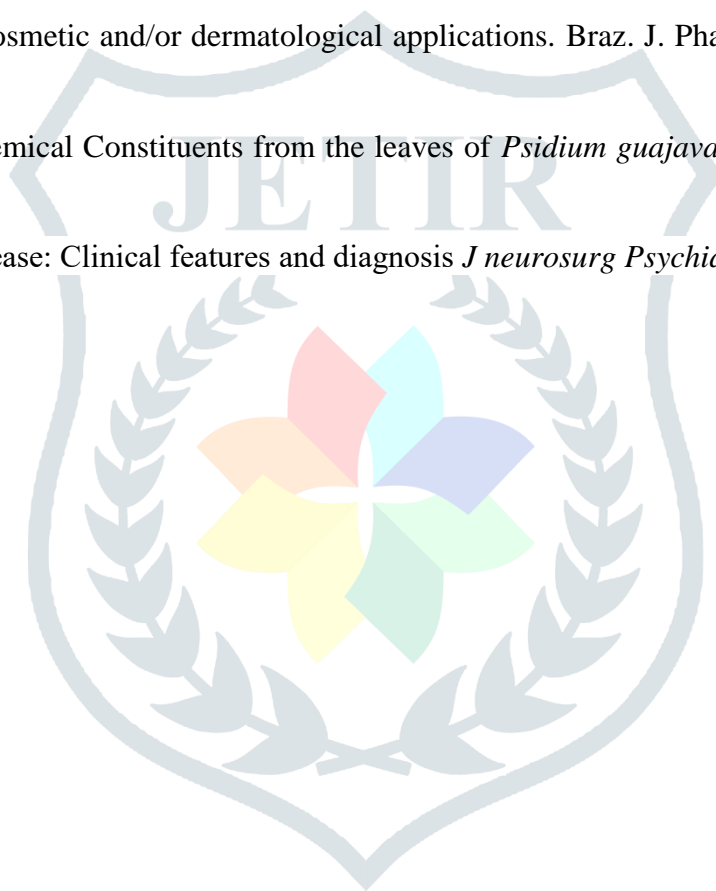 osmetic and/or dermatological applications. Braz. J. Pha
emical Constituents from the leaves of Psidium guajava
JETIR
ease: Clinical features and diagnosis J neurosurg Psychia